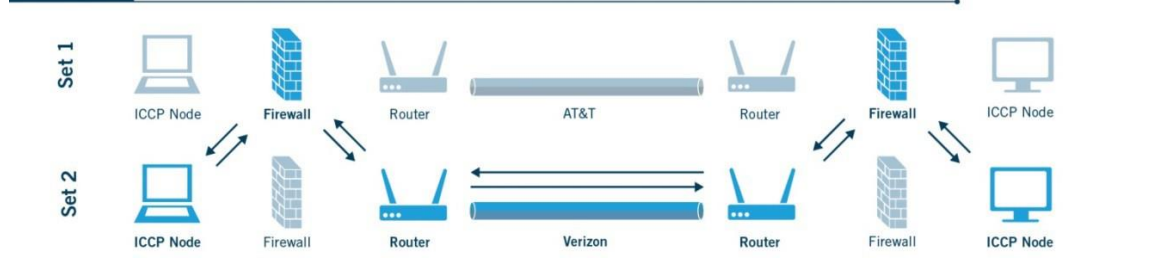 Set 1
ICCP Node
Firewall
Router
AT&T
Router
Firewall
ICCP Node
Set 2
ICCP Node
Firewall
Router
Verizon
Router
Firewall
ICCP Node